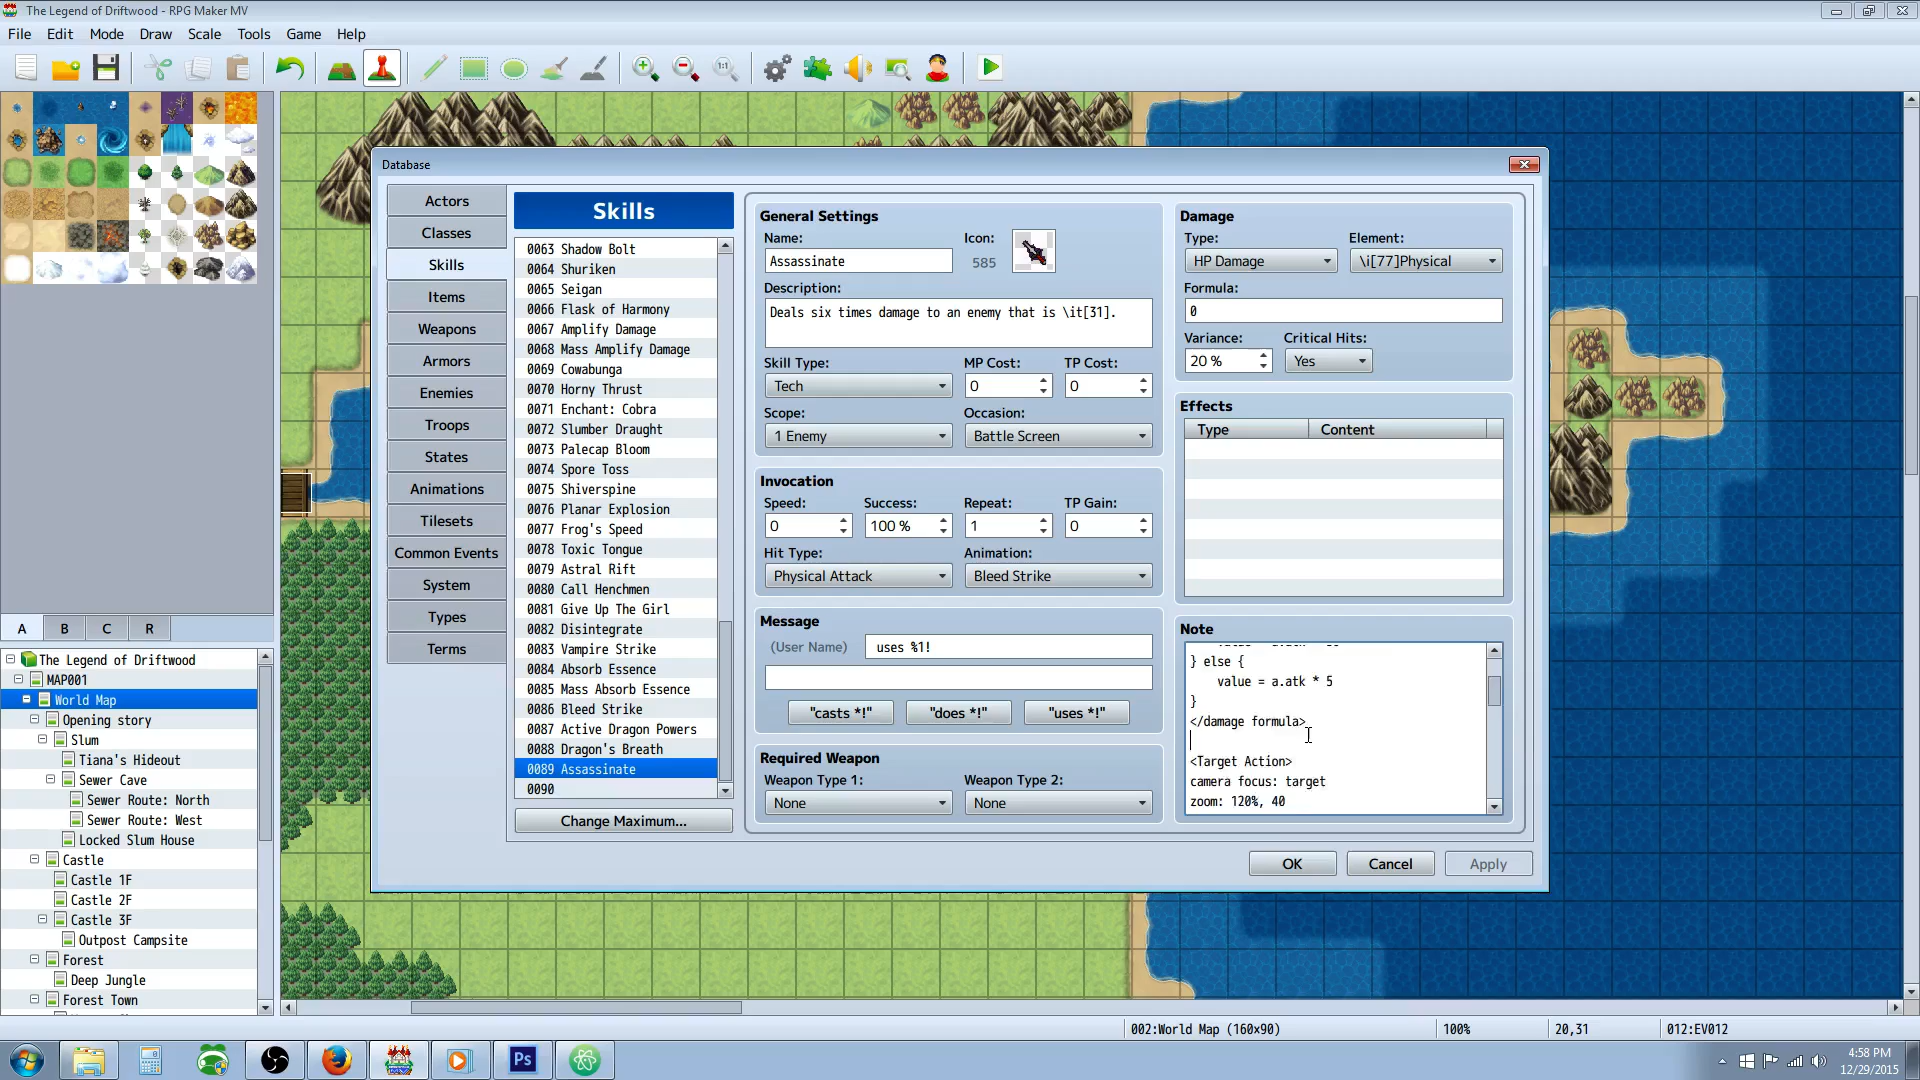 The Legend of Driftwood - RPG Maker MV
File Edit Mode Draw Scale Tools Game Help
1:1
Database
Actors
Classes
Skills
Items
Weapons
Armors
Enemies
Troops
States
Animations
Tilesets
Common Events
System
Types
Terms
Skills
0063 Shadow Bolt
0064 Shuriken
0065 Seigan
0066 Flask of Harmony
0067 Amplify Damage
0068 Mass Amplify Damage
0069 Cowabunga
0070 Horny Thrust
0071 Enchant: Cobra
0072 Slumber Draught
0073 Palecap Bloom
0074 Spore Toss
0075 Shiverspine
0076 Planar Explosion
0077 Frog's Speed
0078 Toxic Tongue
0079 Astral Rift
0080 Call Henchmen
0081 Give Up The Girl
0082 Disintegrate
0083 Vampire Strike
0084 Absorb Essence
0085 Mass Absorb Essence
0086 Bleed Strike
0087 Active Dragon Powers
0088 Dragon's Breath
0089 Assassinate
0090
Change Maximum...
General Settings
Name: Icon:
Assassinate 585
Description:
Deals six times damage to an enemy that is \it[31].
Skill Type: MP Cost: TP Cost:
Tech 0 0
Scope: Occasion:
1 Enemy Battle Screen
Invocation
Speed: Success: Repeat: TP Gain:
0 100 % 1 0
Hit Type: Animation:
Physical Attack Bleed Strike
Message
(User Name) uses %1!
"casts *!" "does *!" "uses *!"
Required Weapon
Weapon Type 1: Weapon Type 2:
None None
Damage
Type: Element:
HP Damage \i[77]Physical
Formula:
0
Variance: Critical Hits:
20 % Yes
Effects
Type Content
Note
} else {
value = a.atk * 5
}
</damage formula>
<Target Action>
camera focus: target
zoom: 120%, 40
OK Cancel Apply
A B C R
The Legend of Driftwood
MAP001
World Map
Opening story
Slum
Tiana's Hideout
Sewer Cave
Sewer Route: North
Sewer Route: West
Locked Slum House
Castle
Castle 1F
Castle 2F
Castle 3F
Outpost Campsite
Forest
Deep Jungle
Forest Town
002:World Map (160x90) 100% 20,31 012:EV012
Ps
4:58 PM
12/29/2015